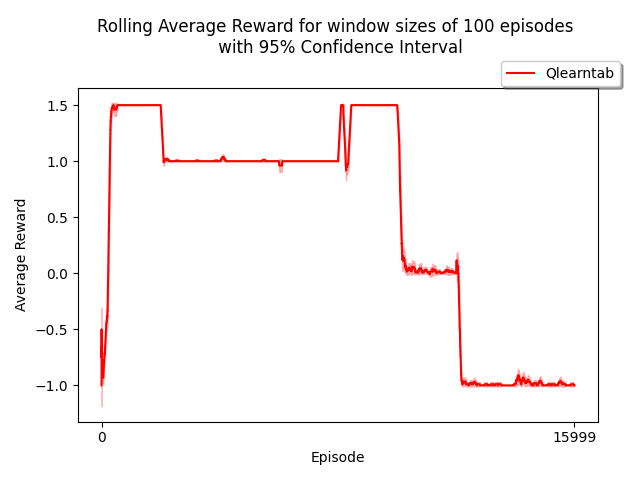 Rolling Average Reward for window sizes of 100 episodes
with 95% Confidence Interval
Qlearntab
1.5
1.0
0.5
0.0
−0.5
−1.0
Average Reward
0
15999
Episode